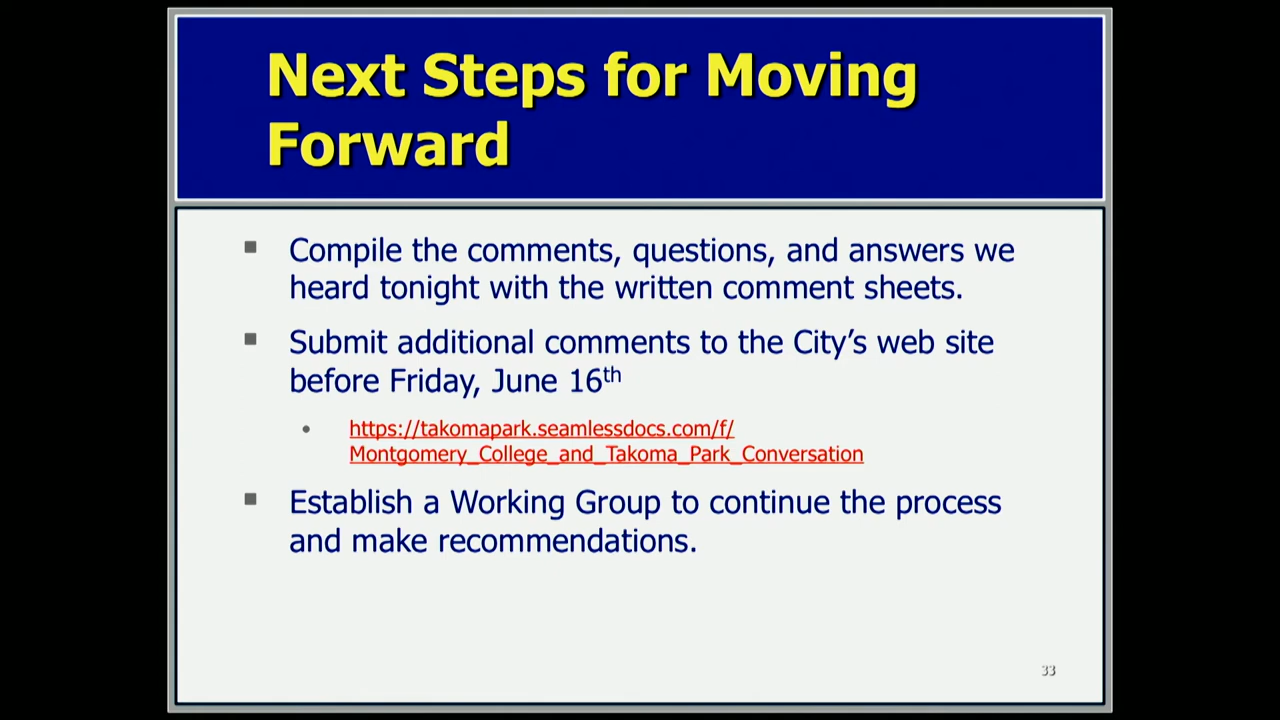 Next Steps for Moving
Forward
Compile the comments, questions, and answers we
heard tonight with the written comment sheets.
Submit additional comments to the City’s web site
before Friday, June 16th
https://takomapark.seamlessdocs.com/f/
Montgomery_College_and_Takoma_Park_Conversation
Establish a Working Group to continue the process
and make recommendations.
33